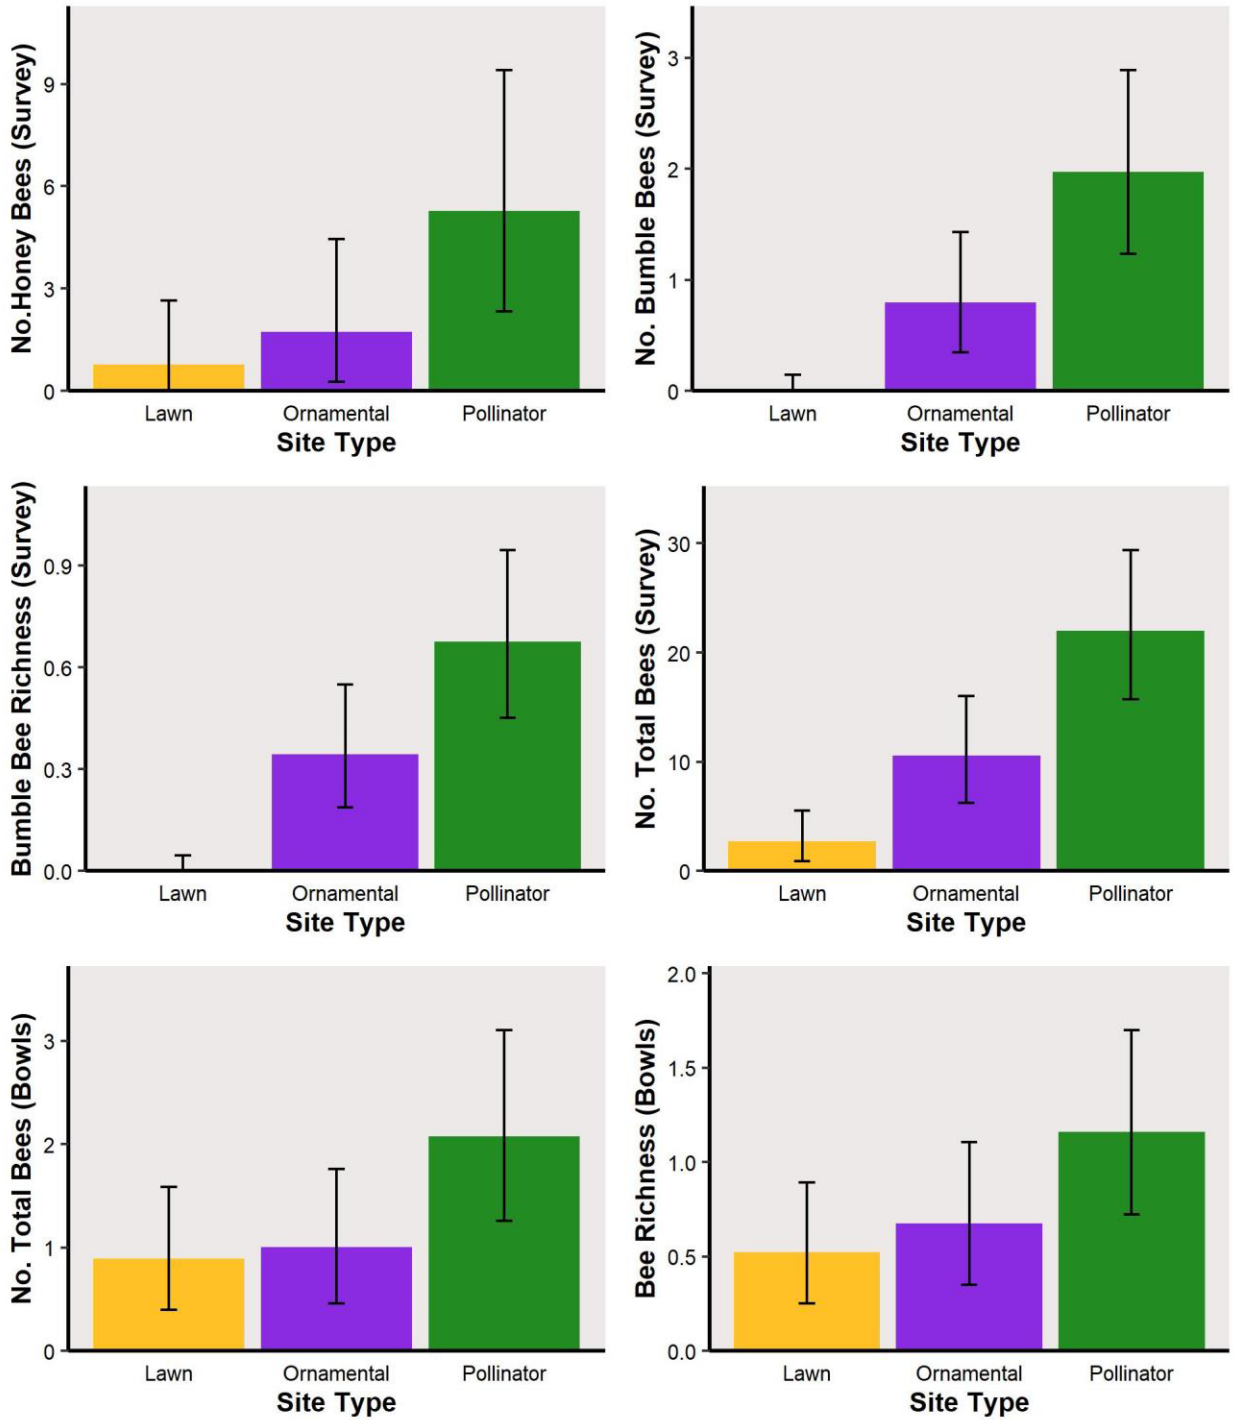 No.Honey Bees (Survey)
9
6
3
0
Lawn
Ornamental
Pollinator
Site Type
No. Bumble Bees (Survey)
3
2
1
0
Lawn
Ornamental
Pollinator
Site Type
Bumble Bee Richness (Survey)
0.9
0.6
0.3
0.0
Lawn
Ornamental
Pollinator
Site Type
No. Total Bees (Survey)
30
20
10
0
Lawn
Ornamental
Pollinator
Site Type
No. Total Bees (Bowls)
3
2
1
0
Lawn
Ornamental
Pollinator
Site Type
Bee Richness (Bowls)
2.0
1.5
1.0
0.5
0.0
Lawn
Ornamental
Pollinator
Site Type